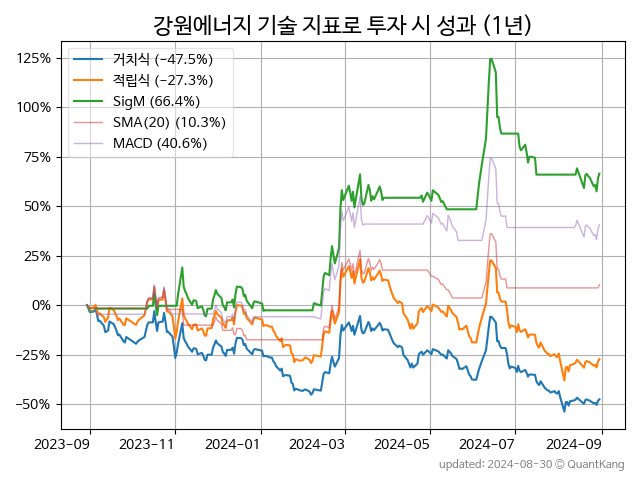 강원에너지 기술 지표로 투자 시 성과 (1년)
거치식 (−47.5%)
적립식 (−27.3%)
SigM (66.4%)
SMA(20) (10.3%)
MACD (40.6%)
125%
100%
75%
50%
25%
0%
−25%
−50%
2023−09 2023−11 2024−01 2024−03 2024−05 2024−07 2024−09
updated: 2024−08−30 © QuantKang